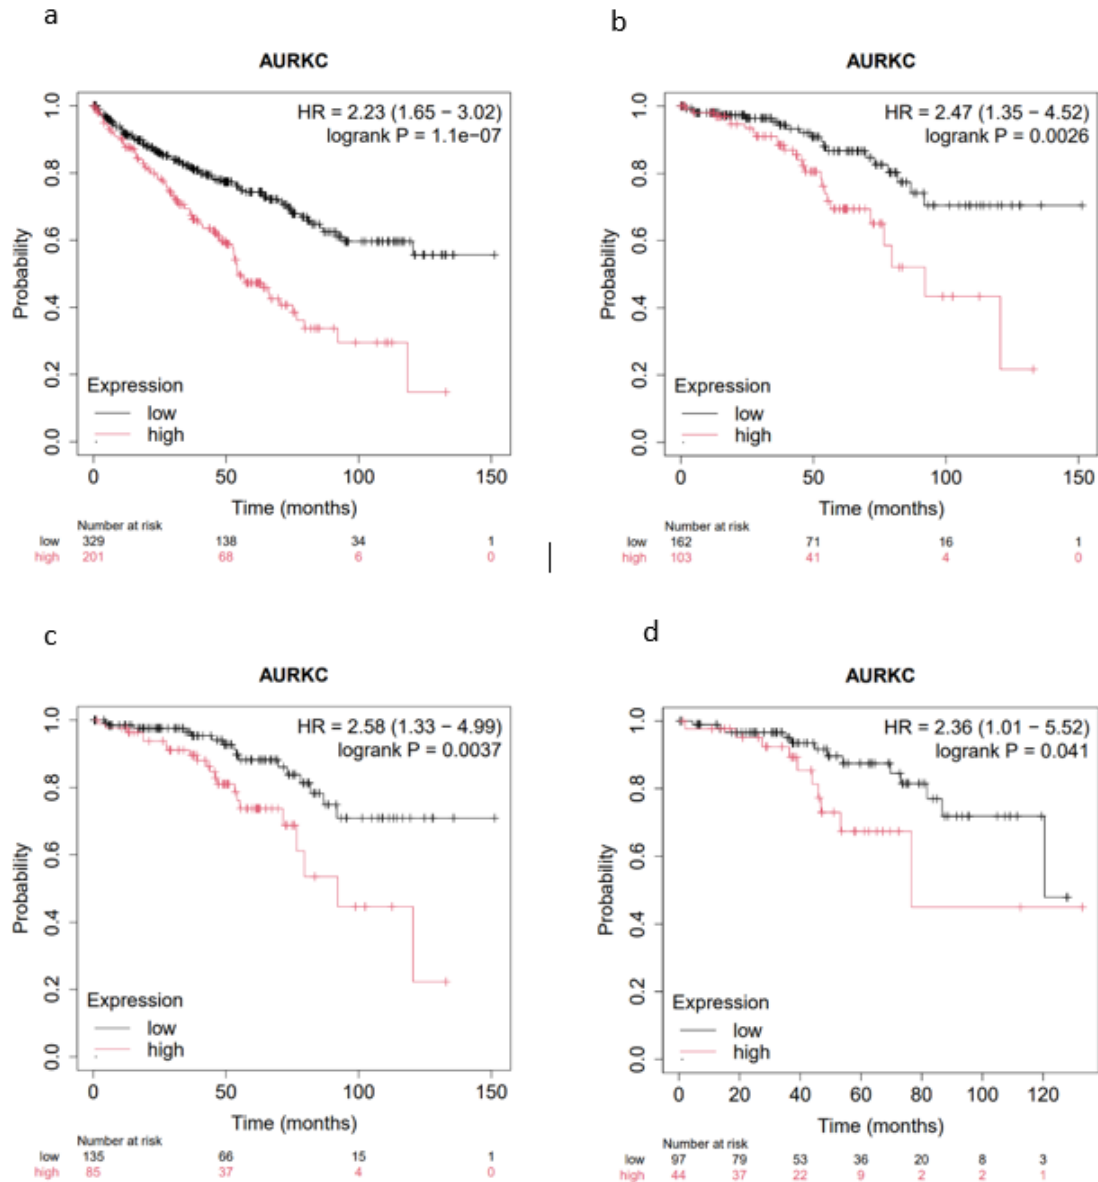 a
AURKC
HR = 2.23 (1.65 − 3.02)
logrank P = 1.1e−07
Probability
0.0 0.2 0.4 0.6 0.8 1.0
Expression
low
high
0 50 100 150
Time (months)
Number at risk
low 329 138 34 1
high 201 68 6 0
b
AURKC
HR = 2.47 (1.35 − 4.52)
logrank P = 0.0026
Probability
0.0 0.2 0.4 0.6 0.8 1.0
Expression
low
high
0 50 100 150
Time (months)
Number at risk
low 162 71 16 1
high 103 41 4 0
c
AURKC
HR = 2.58 (1.33 − 4.99)
logrank P = 0.0037
Probability
0.0 0.2 0.4 0.6 0.8 1.0
Expression
low
high
0 50 100 150
Time (months)
Number at risk
low 135 66 15 1
high 85 37 4 0
d
AURKC
HR = 2.36 (1.01 − 5.52)
logrank P = 0.041
Probability
0.0 0.2 0.4 0.6 0.8 1.0
Expression
low
high
0 20 40 60 80 100 120
Time (months)
Number at risk
low 97 79 53 36 20 8 3
high 44 37 22 9 2 2 1